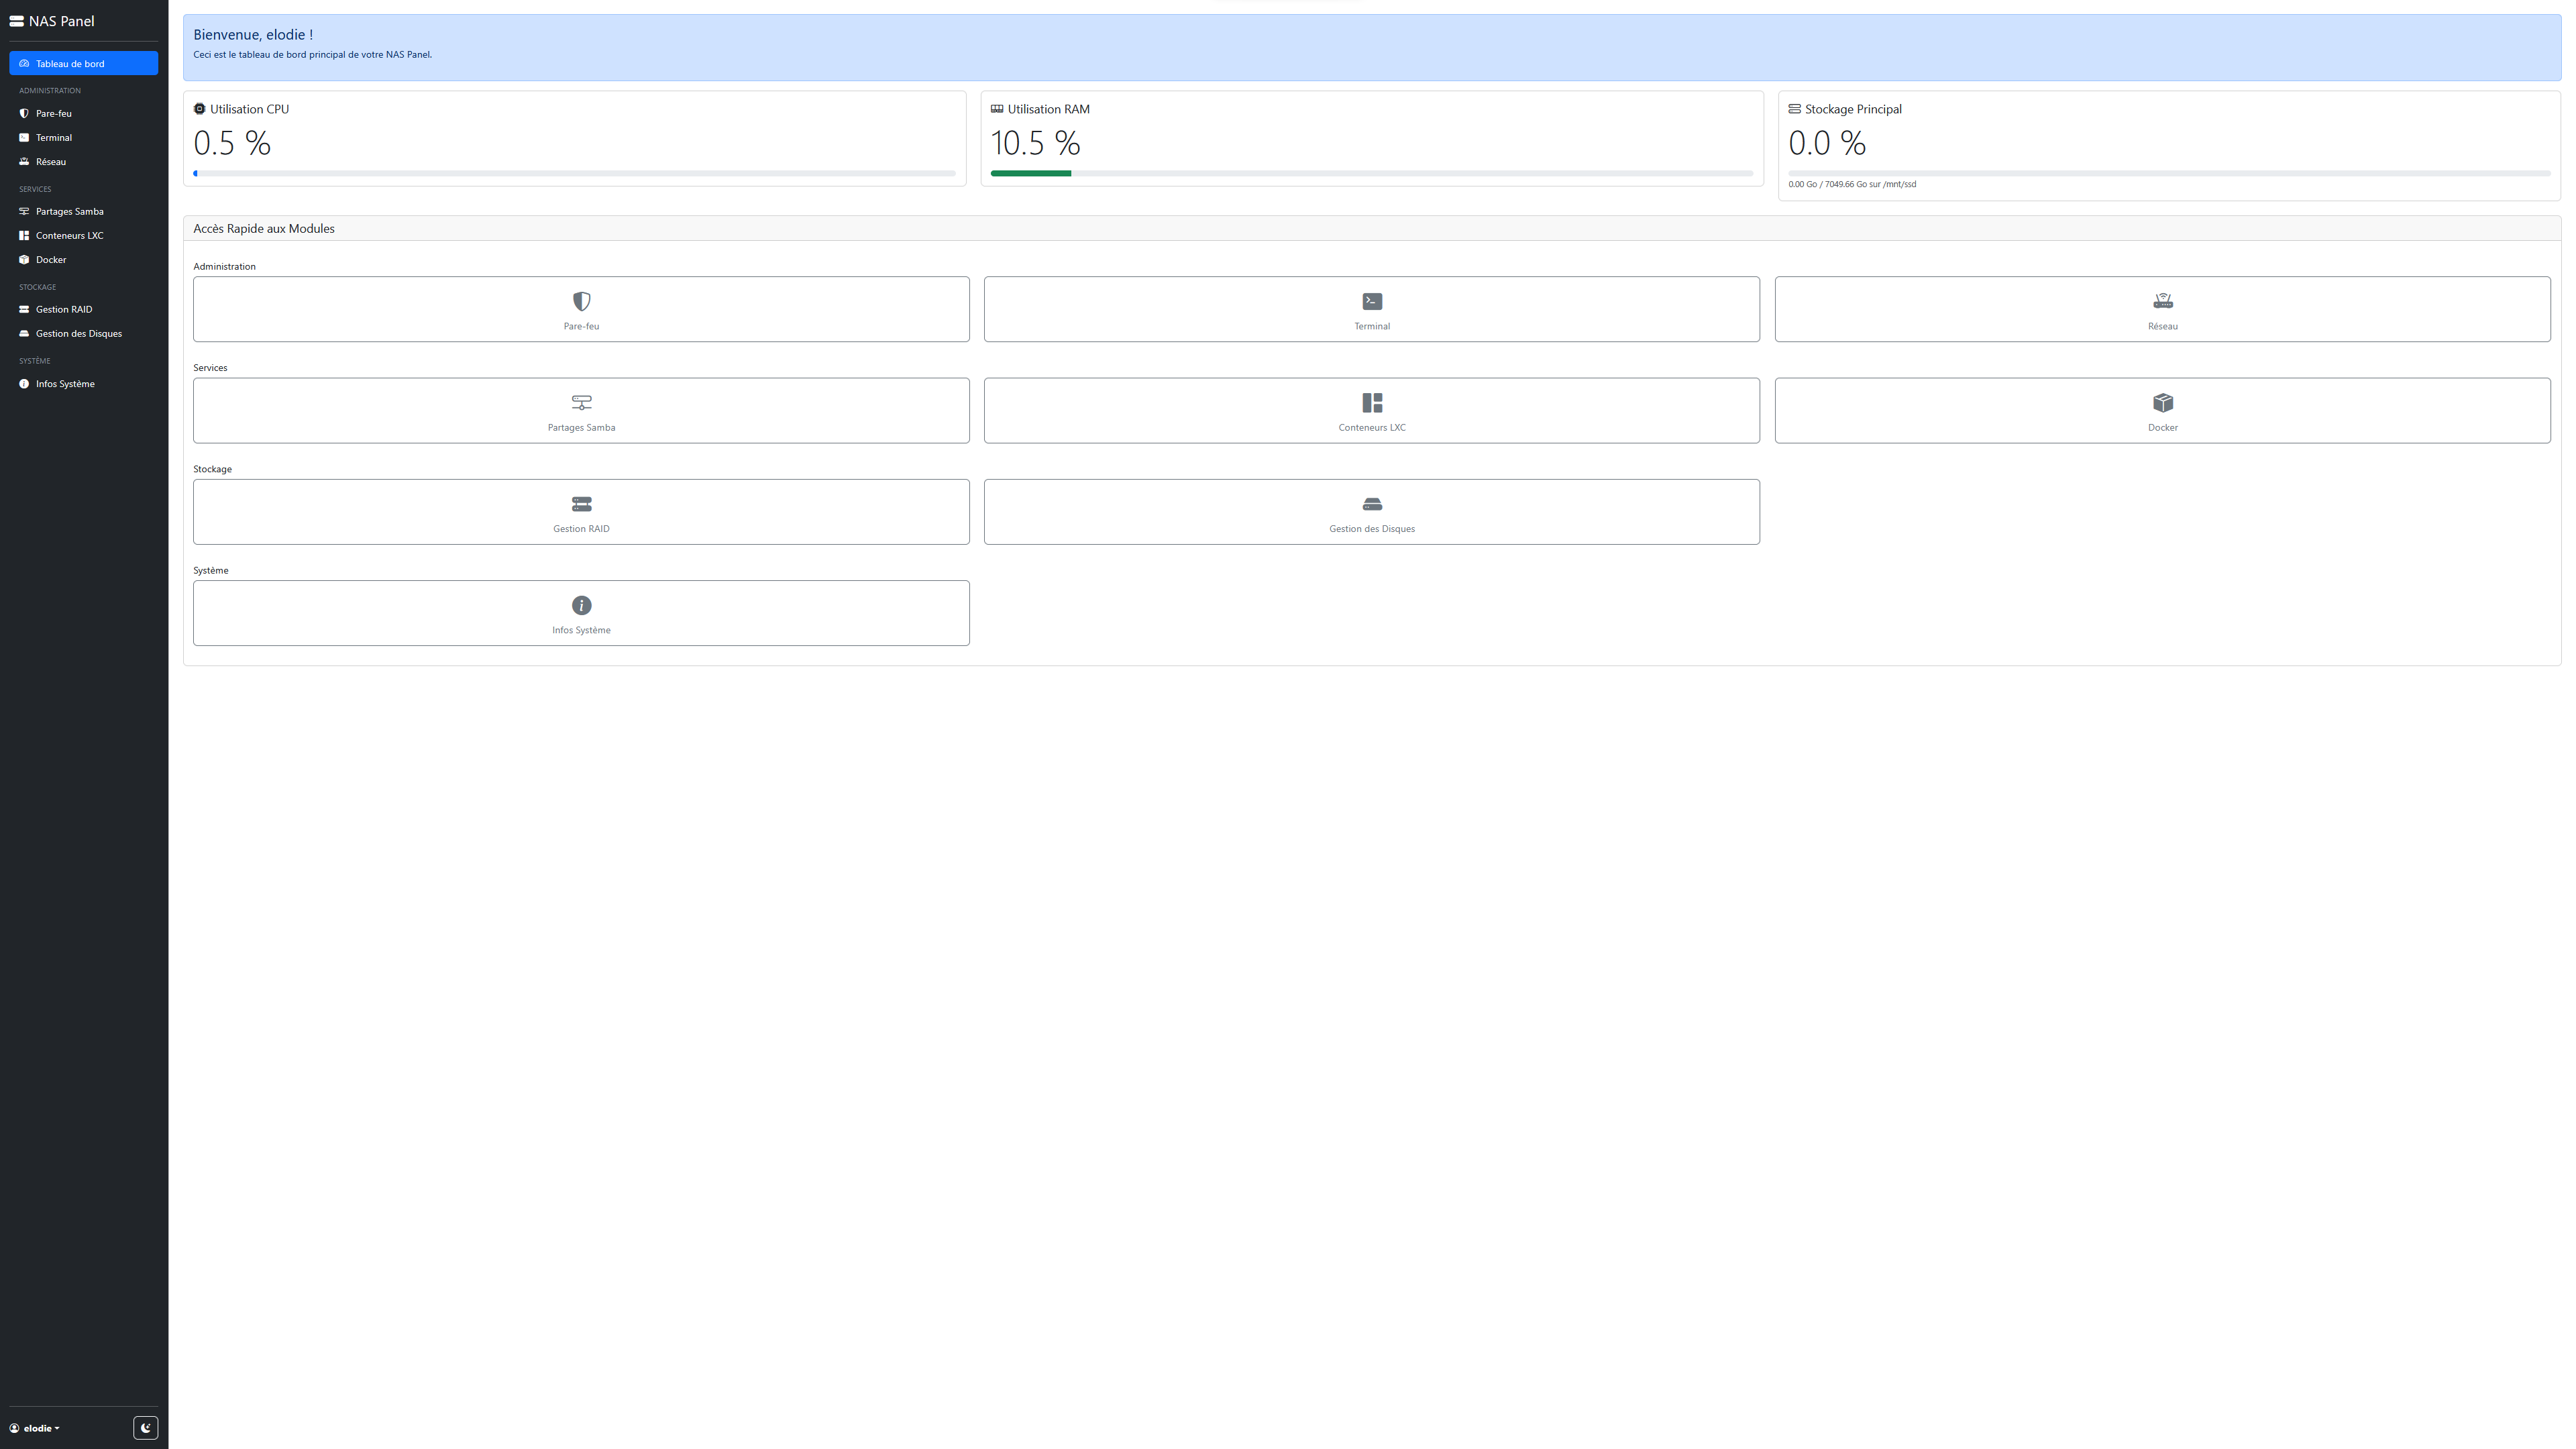 NAS Panel
Tableau de bord
ADMINISTRATION
Pare-feu
Terminal
Réseau
SERVICES
Partages Samba
Conteneurs LXC
Docker
STOCKAGE
Gestion RAID
Gestion des Disques
SYSTÈME
Infos Système
elodie
Bienvenue, elodie !
Ceci est le tableau de bord principal de votre NAS Panel.
Utilisation CPU
0.5 %
Utilisation RAM
10.5 %
Stockage Principal
0.0 %
0.00 Go / 7049.66 Go sur /mnt/ssd
Accès Rapide aux Modules
Administration
Pare-feu
Terminal
Réseau
Services
Partages Samba
Conteneurs LXC
Docker
Stockage
Gestion RAID
Gestion des Disques
Système
Infos Système